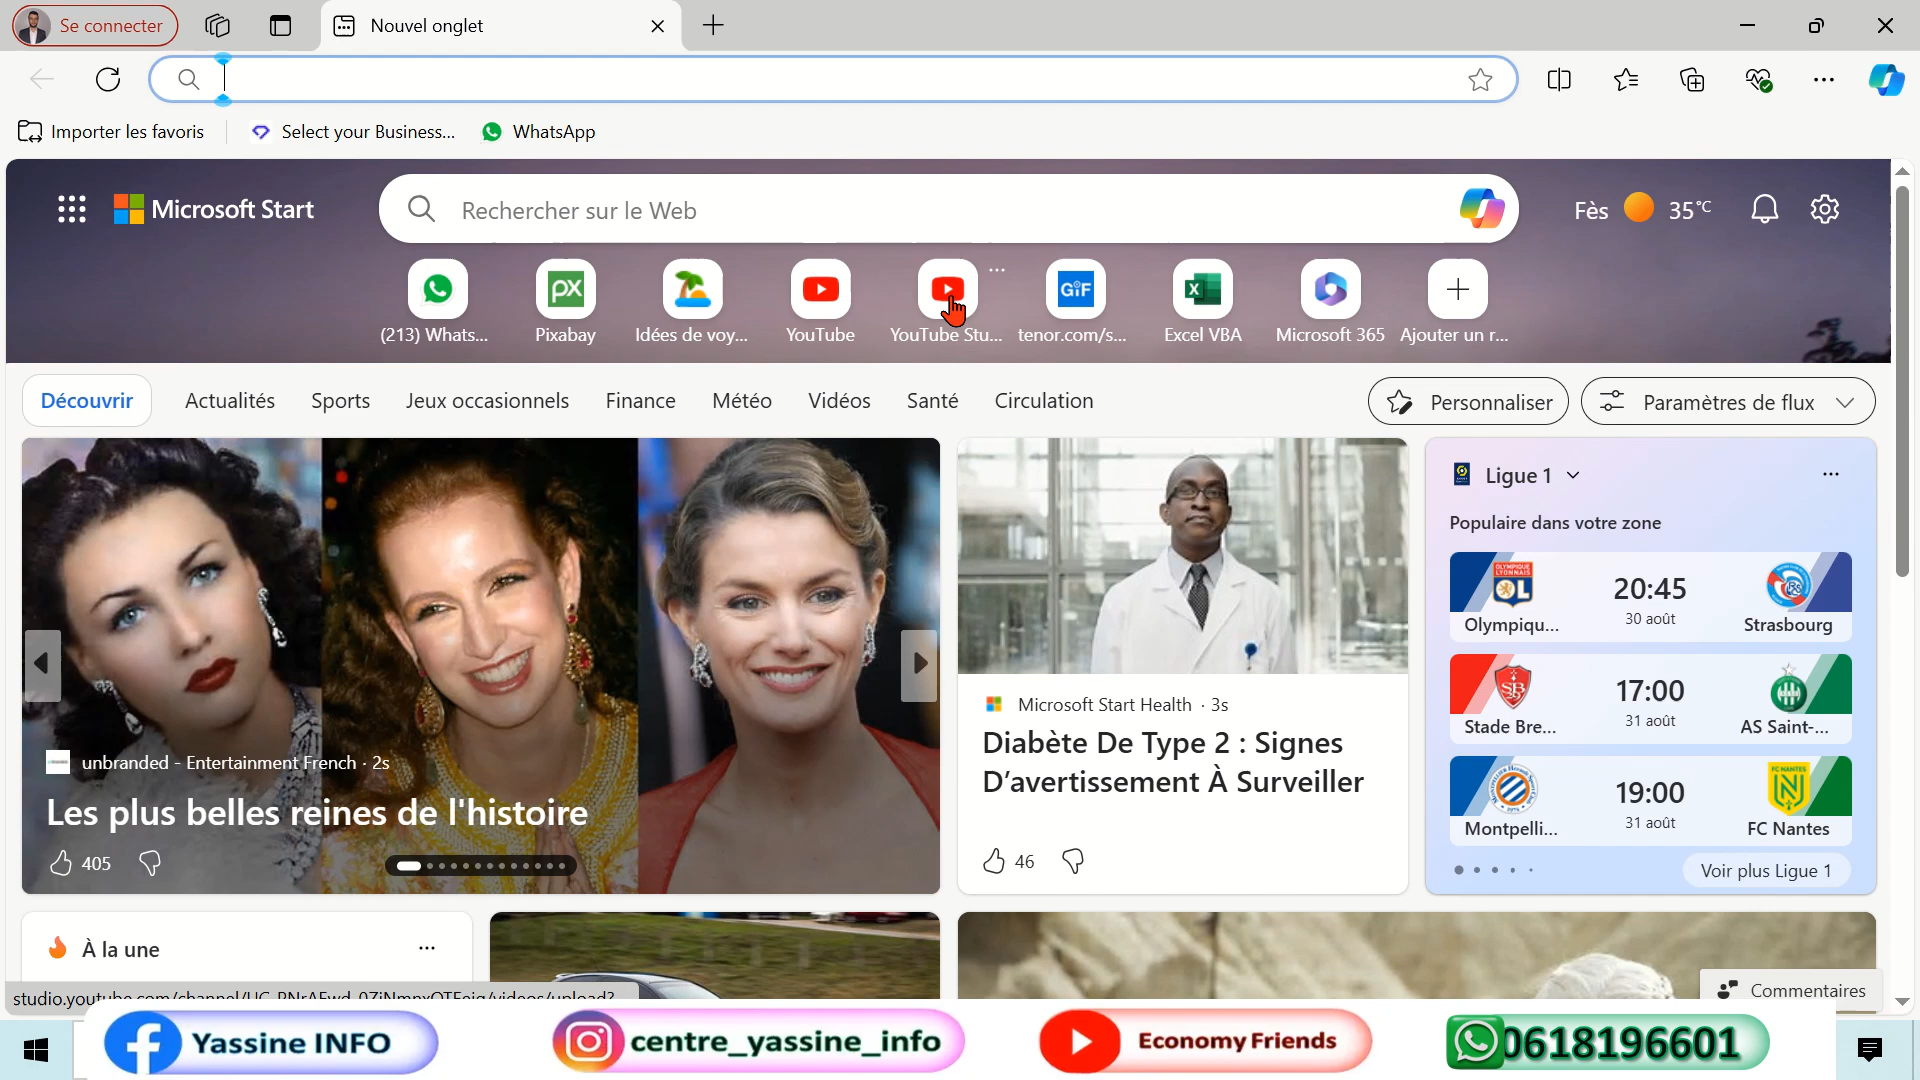 Se connecter
Nouvel onglet
Importer les favoris
Select your Business...
WhatsApp
Microsoft Start
Rechercher sur le Web
Fès
35°C
(213) Whats...
Pixabay
Idées de voy...
YouTube
YouTube Stu...
tenor.com/s...
Excel VBA
Microsoft 365
Ajouter un r...
Découvrir
Actualités
Sports
Jeux occasionnels
Finance
Météo
Vidéos
Santé
Circulation
Personnaliser
Paramètres de flux
unbranded - Entertainment French · 2s
Les plus belles reines de l'histoire
405
Microsoft Start Health · 3s
Diabète De Type 2 : Signes
D'avertissement À Surveiller
46
Ligue 1
Populaire dans votre zone
20:45
30 août
Olympiqu...
Strasbourg
17:00
31 août
Stade Bre...
AS Saint-...
19:00
31 août
Montpelli...
FC Nantes
Voir plus Ligue 1
À la une
Commentaires
Yassine INFO
centre_yassine_info
Economy Friends
0618196601